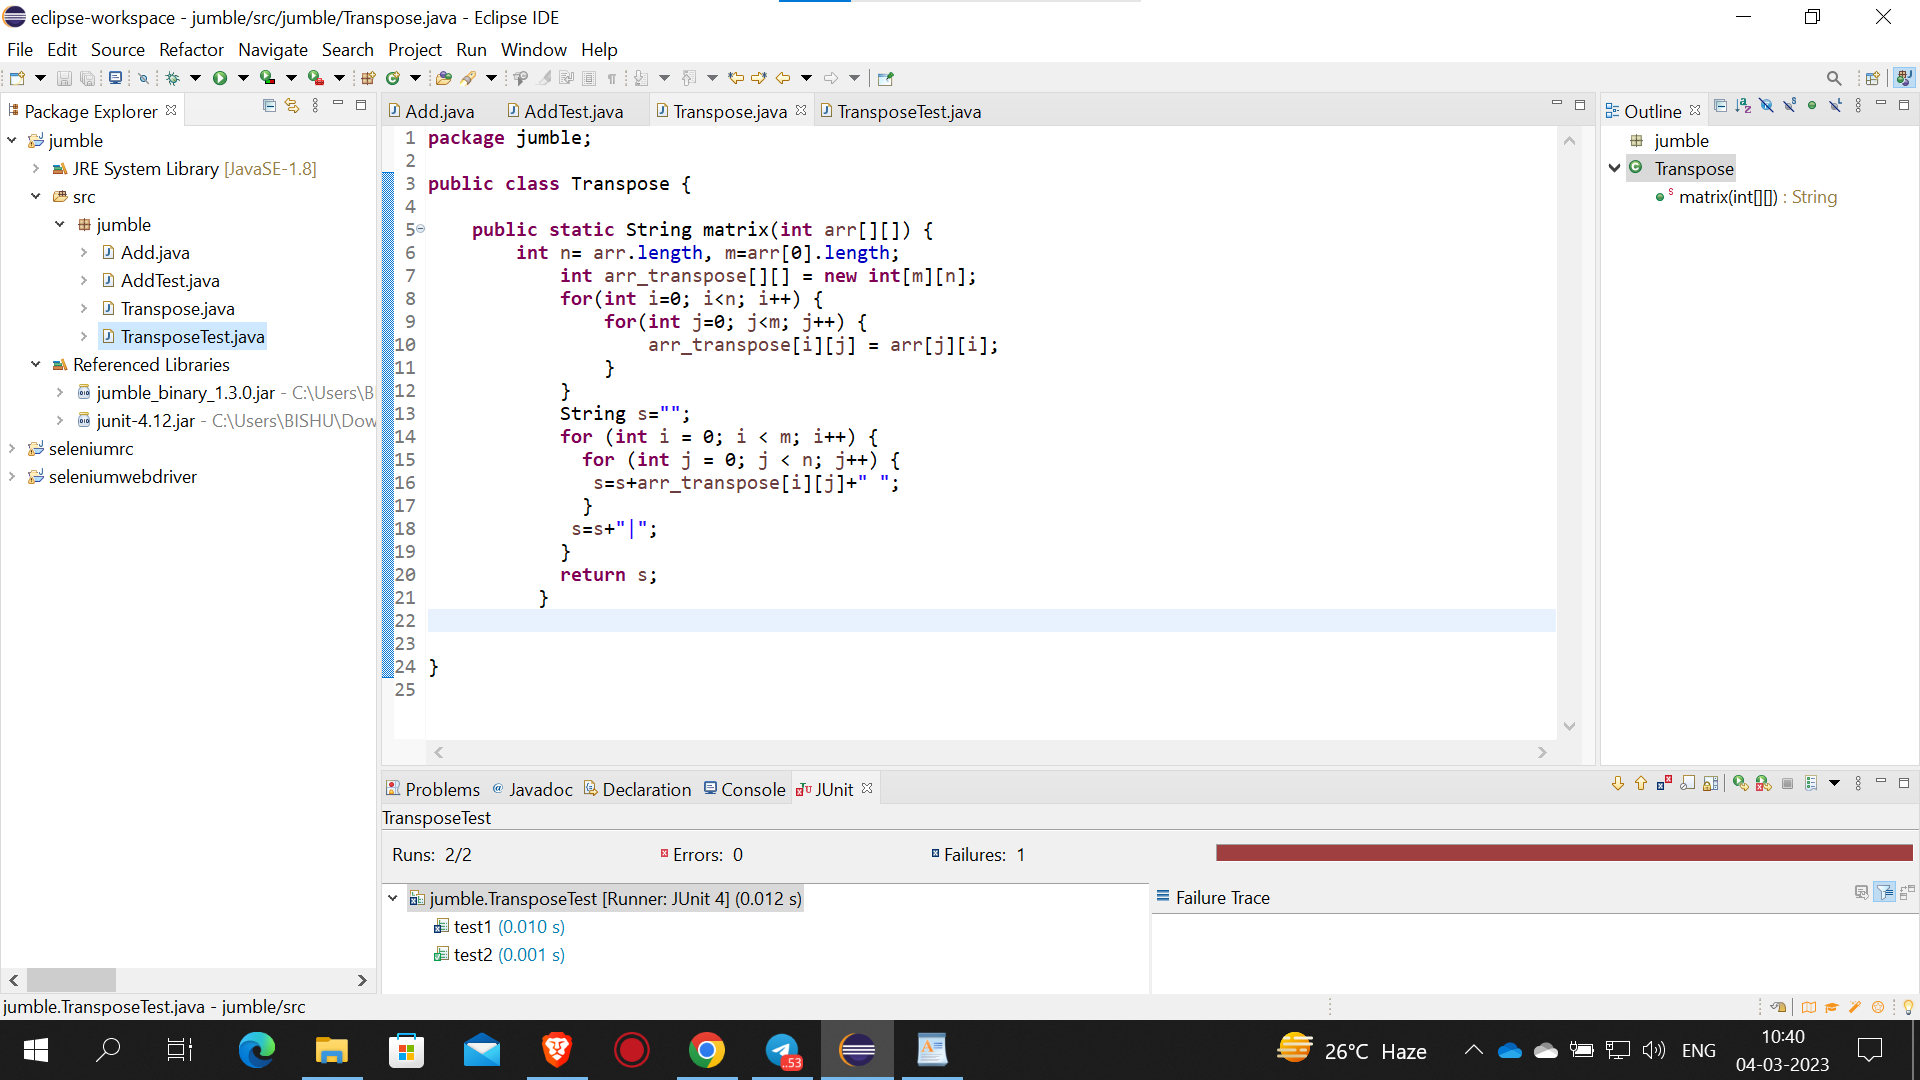 eclipse-workspace - jumble/src/jumble/Transpose.java - Eclipse IDE
File Edit Source Refactor Navigate Search Project Run Window Help
Package Explorer
jumble
JRE System Library [JavaSE-1.8]
src
jumble
Add.java
AddTest.java
Transpose.java
TransposeTest.java
Referenced Libraries
jumble_binary_1.3.0.jar - C:\Users\B
junit-4.12.jar - C:\Users\BISHU\Dow
seleniumrc
seleniumwebdriver
Add.java AddTest.java Transpose.java TransposeTest.java
1 package jumble;
2
3 public class Transpose {
4
5 public static String matrix(int arr[][]) {
6 int n= arr.length, m=arr[0].length;
7 int arr_transpose[][] = new int[m][n];
8 for(int i=0; i<n; i++) {
9 for(int j=0; j<m; j++) {
10 arr_transpose[i][j] = arr[j][i];
11 }
12 }
13 String s="";
14 for (int i = 0; i < m; i++) {
15 for (int j = 0; j < n; j++) {
16 s=s+arr_transpose[i][j]+" ";
17 }
18 s=s+"|";
19 }
20 return s;
21 }
22
23
24 }
25
Outline
jumble
Transpose
matrix(int[][]) : String
Problems Javadoc Declaration Console JUnit
TransposeTest
Runs: 2/2 Errors: 0 Failures: 1
jumble.TransposeTest [Runner: JUnit 4] (0.012 s)
test1 (0.010 s)
test2 (0.001 s)
Failure Trace
jumble.TransposeTest.java - jumble/src
..53
26°C Haze
ENG
10:40
04-03-2023